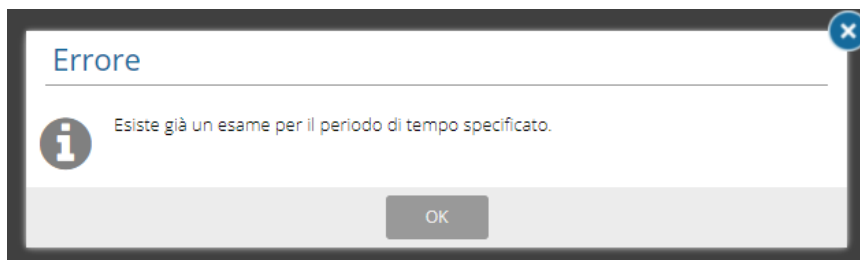 Errore
Esiste già un esame per il periodo di tempo specificato.
OK